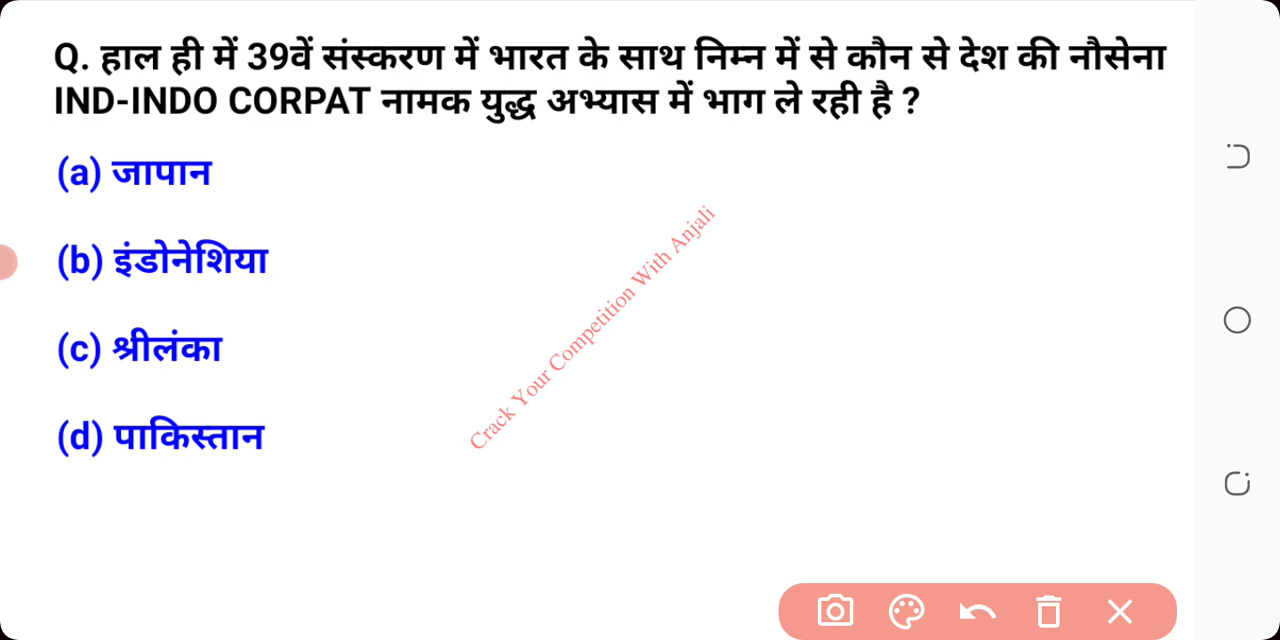 Q. हाल ही में 39वें संस्करण में भारत के साथ निम्न में से कौन से देश की नौसेना
IND-INDO CORPAT नामक युद्ध अभ्यास में भाग ले रही है ?
(a) जापान
(b) इंडोनेशिया
(c) श्रीलंका
(d) पाकिस्तान
Crack Your Competition With Anjali